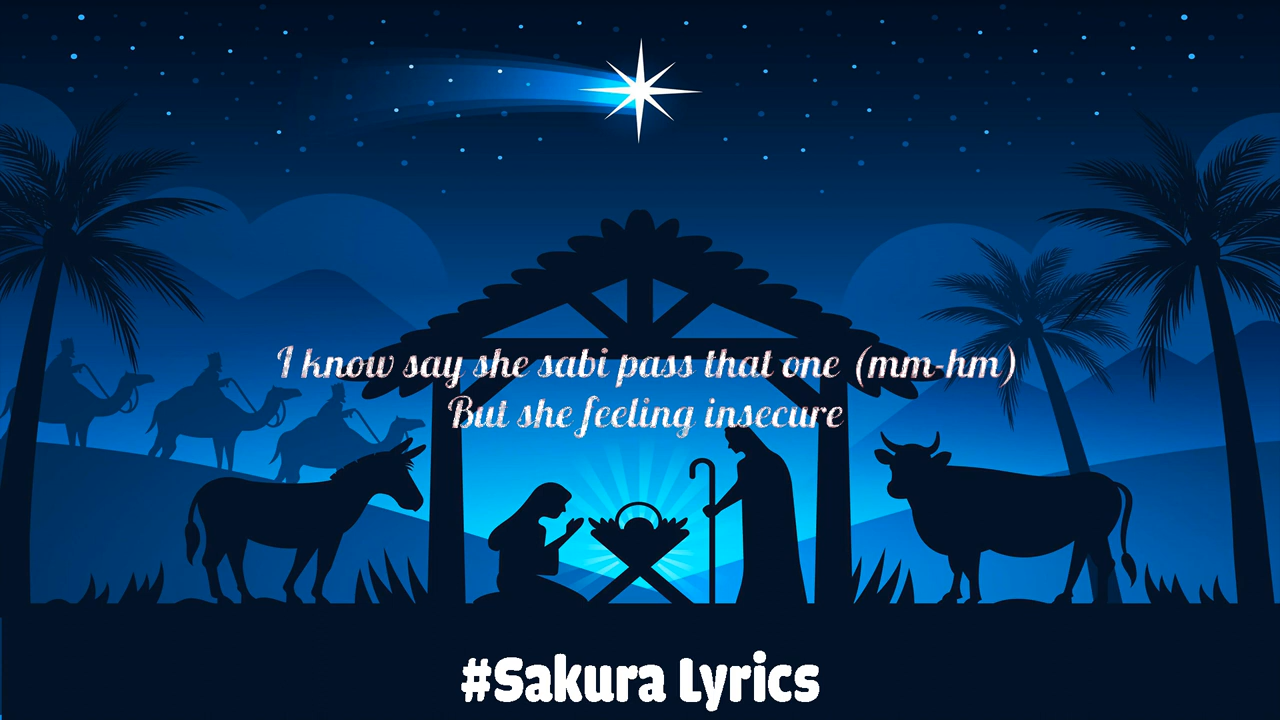 I know say she sabi pass that one (mm-hm)
But she feeling insecure
#Sakura Lyrics